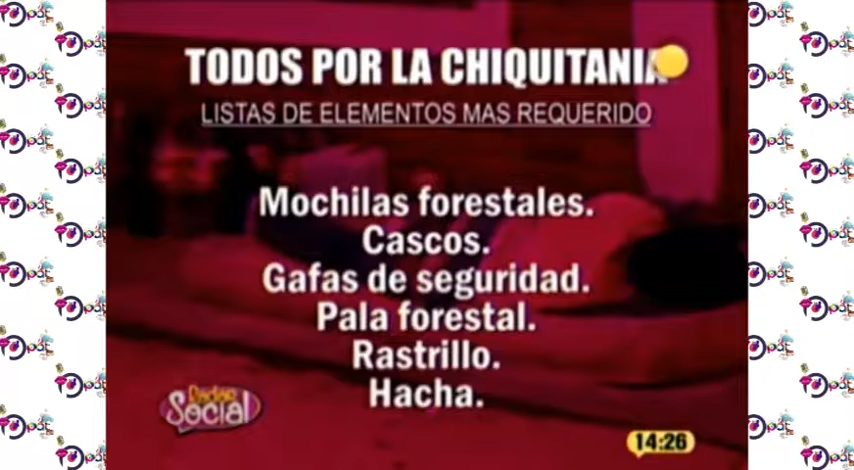 TODOS POR LA CHIQUITANIA
LISTAS DE ELEMENTOS MAS REQUERIDO
Mochilas forestales.
Cascos.
Gafas de seguridad.
Pala forestal.
Rastrillo.
Hacha.
Radar
Social
14:26